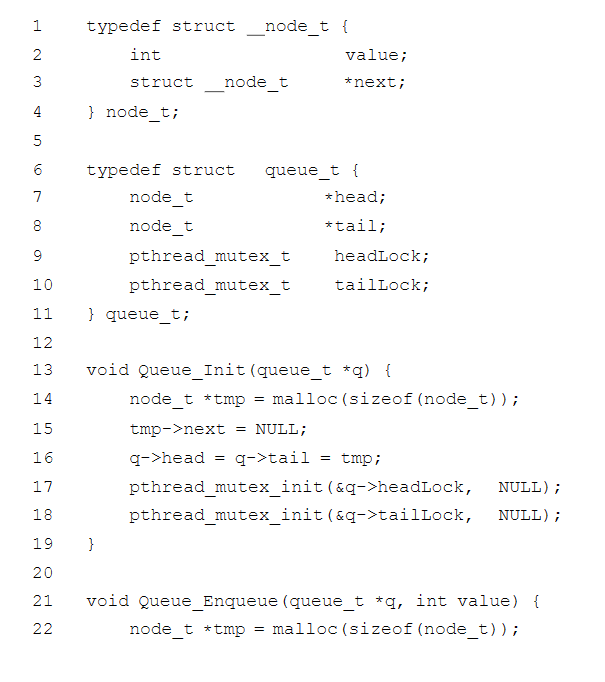 1 typedef struct __node_t {
2 int value;
3 struct __node_t *next;
4 } node_t;
5
6 typedef struct queue_t {
7 node_t *head;
8 node_t *tail;
9 pthread_mutex_t headLock;
10 pthread_mutex_t tailLock;
11 } queue_t;
12
13 void Queue_Init(queue_t *q) {
14 node_t *tmp = malloc(sizeof(node_t));
15 tmp->next = NULL;
16 q->head = q->tail = tmp;
17 pthread_mutex_init(&q->headLock, NULL);
18 pthread_mutex_init(&q->tailLock, NULL);
19 }
20
21 void Queue_Enqueue(queue_t *q, int value) {
22 node_t *tmp = malloc(sizeof(node_t));